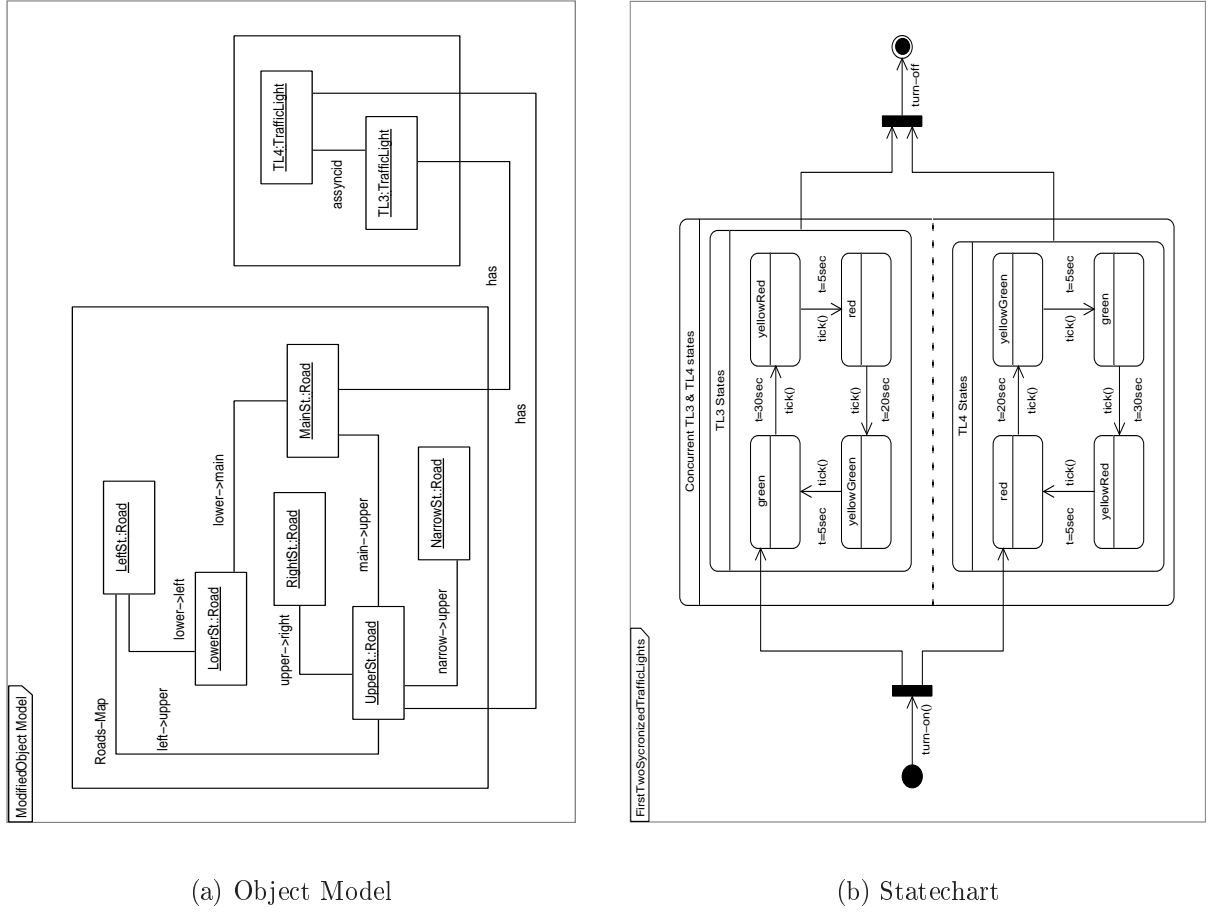 ModifiedObject Model
Roads-Map
left->upper
LeftSt.:Road
lower->left
LowerSt.:Road
lower->main
MainSt.:Road
upper->right
RightSt.:Road
main->upper
UpperSt.:Road
narrow->upper
NarrowSt.:Road
TL4:TrafficLight
assyncid
TL3:TrafficLight
has
has
(a) Object Model
FirstTwoSycronizedTrafficLights
turn-on()
Concurrent TL3 & TL4 states
TL3 States
green
t=30sec
tick()
yellowRed
tick()
t=5sec
red
tick()
t=20sec
yellowGreen
t=5sec
tick()
TL4 States
red
t=20sec
tick()
yellowGreen
tick()
t=5sec
green
tick()
t=30sec
yellowRed
t=5sec
tick()
turn-off
(b) Statechart